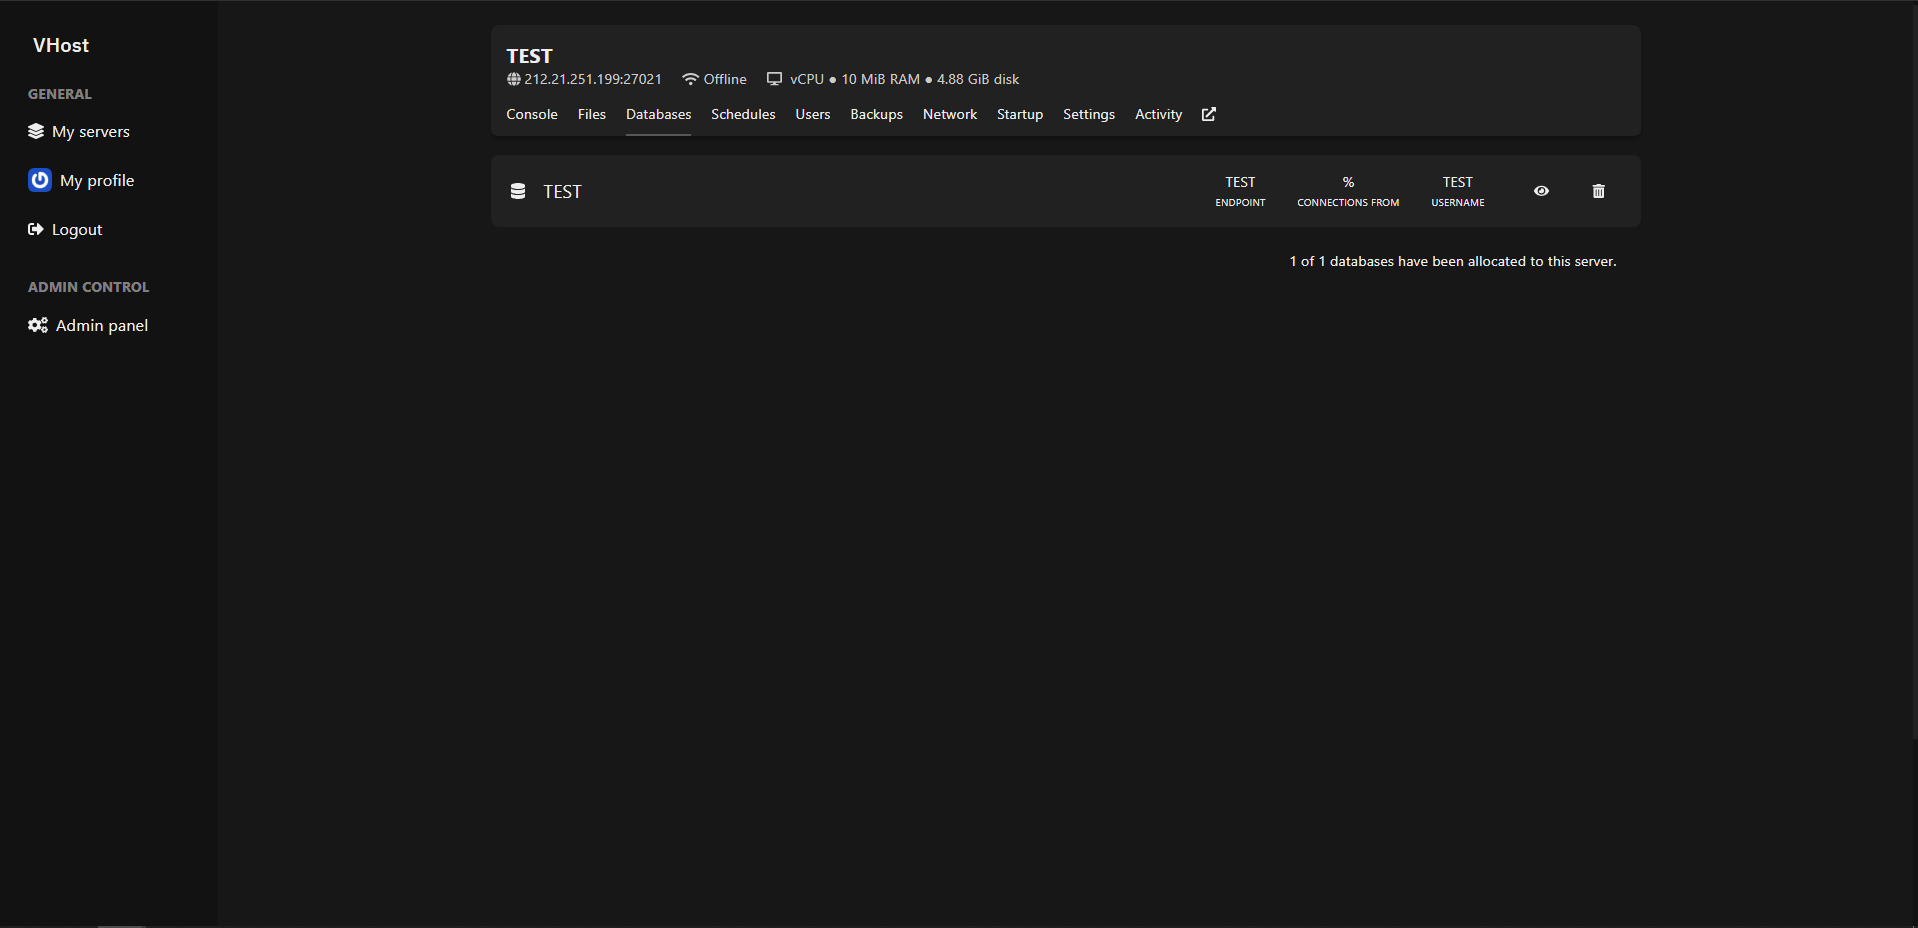 VHost
GENERAL
My servers
My profile
Logout
ADMIN CONTROL
Admin panel
TEST
212.21.251.199:27021 Offline vCPU ● 10 MiB RAM ● 4.88 GiB disk
Console Files Databases Schedules Users Backups Network Startup Settings Activity
TEST
TEST % TEST
ENDPOINT CONNECTIONS FROM USERNAME
1 of 1 databases have been allocated to this server.